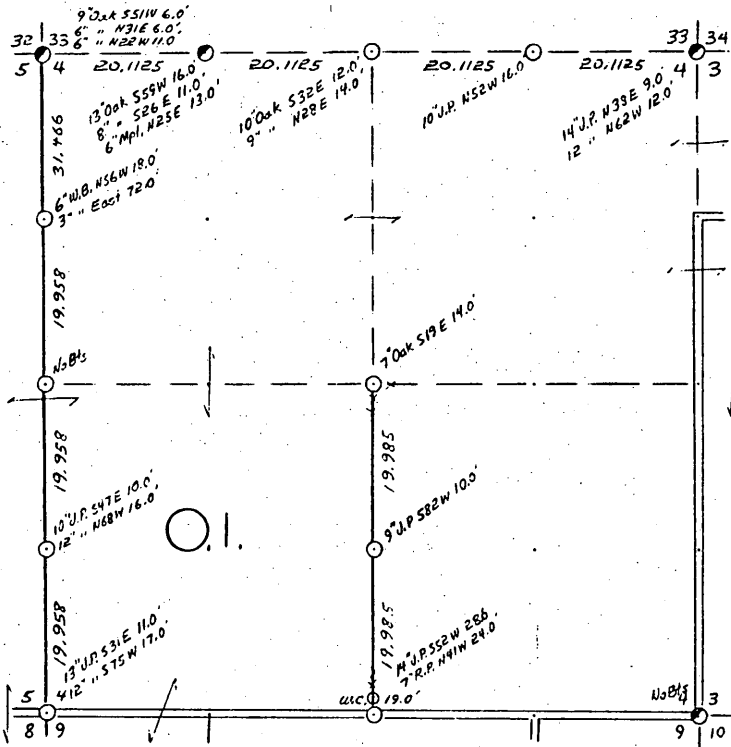 9" Oak S51W 6.0'
6" " N31E 6.0'
6" " N22W 11.0
32 33
5 4
33 34
4 3
20.1125
20.1125
20.1125
20.1125
13" Oak S59W 16.0'
8" " S26E 11.0'
6" Mpl. N25E 13.0'
10" Oak S32E 12.0'
9" " N28E 14.0'
10" J.P. N52W 16.0'
14" J.P. N33E 9.0'
12 " N62W 12.0'
31.466
6" W.B. N56W 18.0'
3" " East 72.0'
19.958
No Bts
7" Oak S19E 14.0'
19.958
19.985
10" J.P. S47E 10.0'
12" " N68W 16.0'
O.I.
9" J.P S82W 10.0'
19.958
19.985
13" J.P. S31E 11.0'
12" " S75W 17.0'
14" J.P. S52W 28.6
7" R.P. N41W 24.0'
W.C. 19.0'
No Bts
5 4
8 9
4 3
9 10